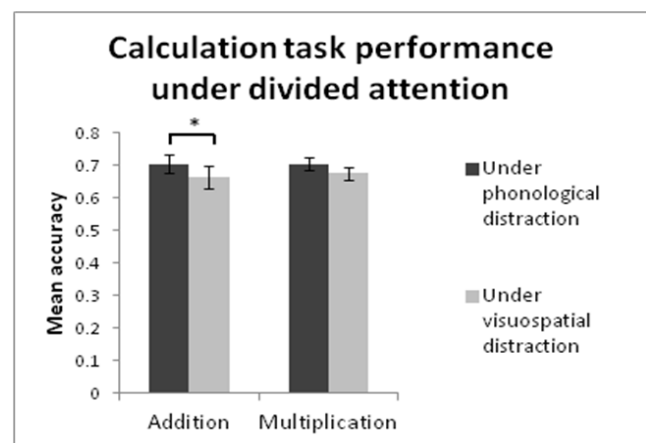 Calculation task performance
under divided attention
*
0.8
0.7
0.6
0.5
0.4
0.3
0.2
0.1
0
Mean accuracy
Addition Multiplication
Under
phonological
distraction
Under
visuospatial
distraction